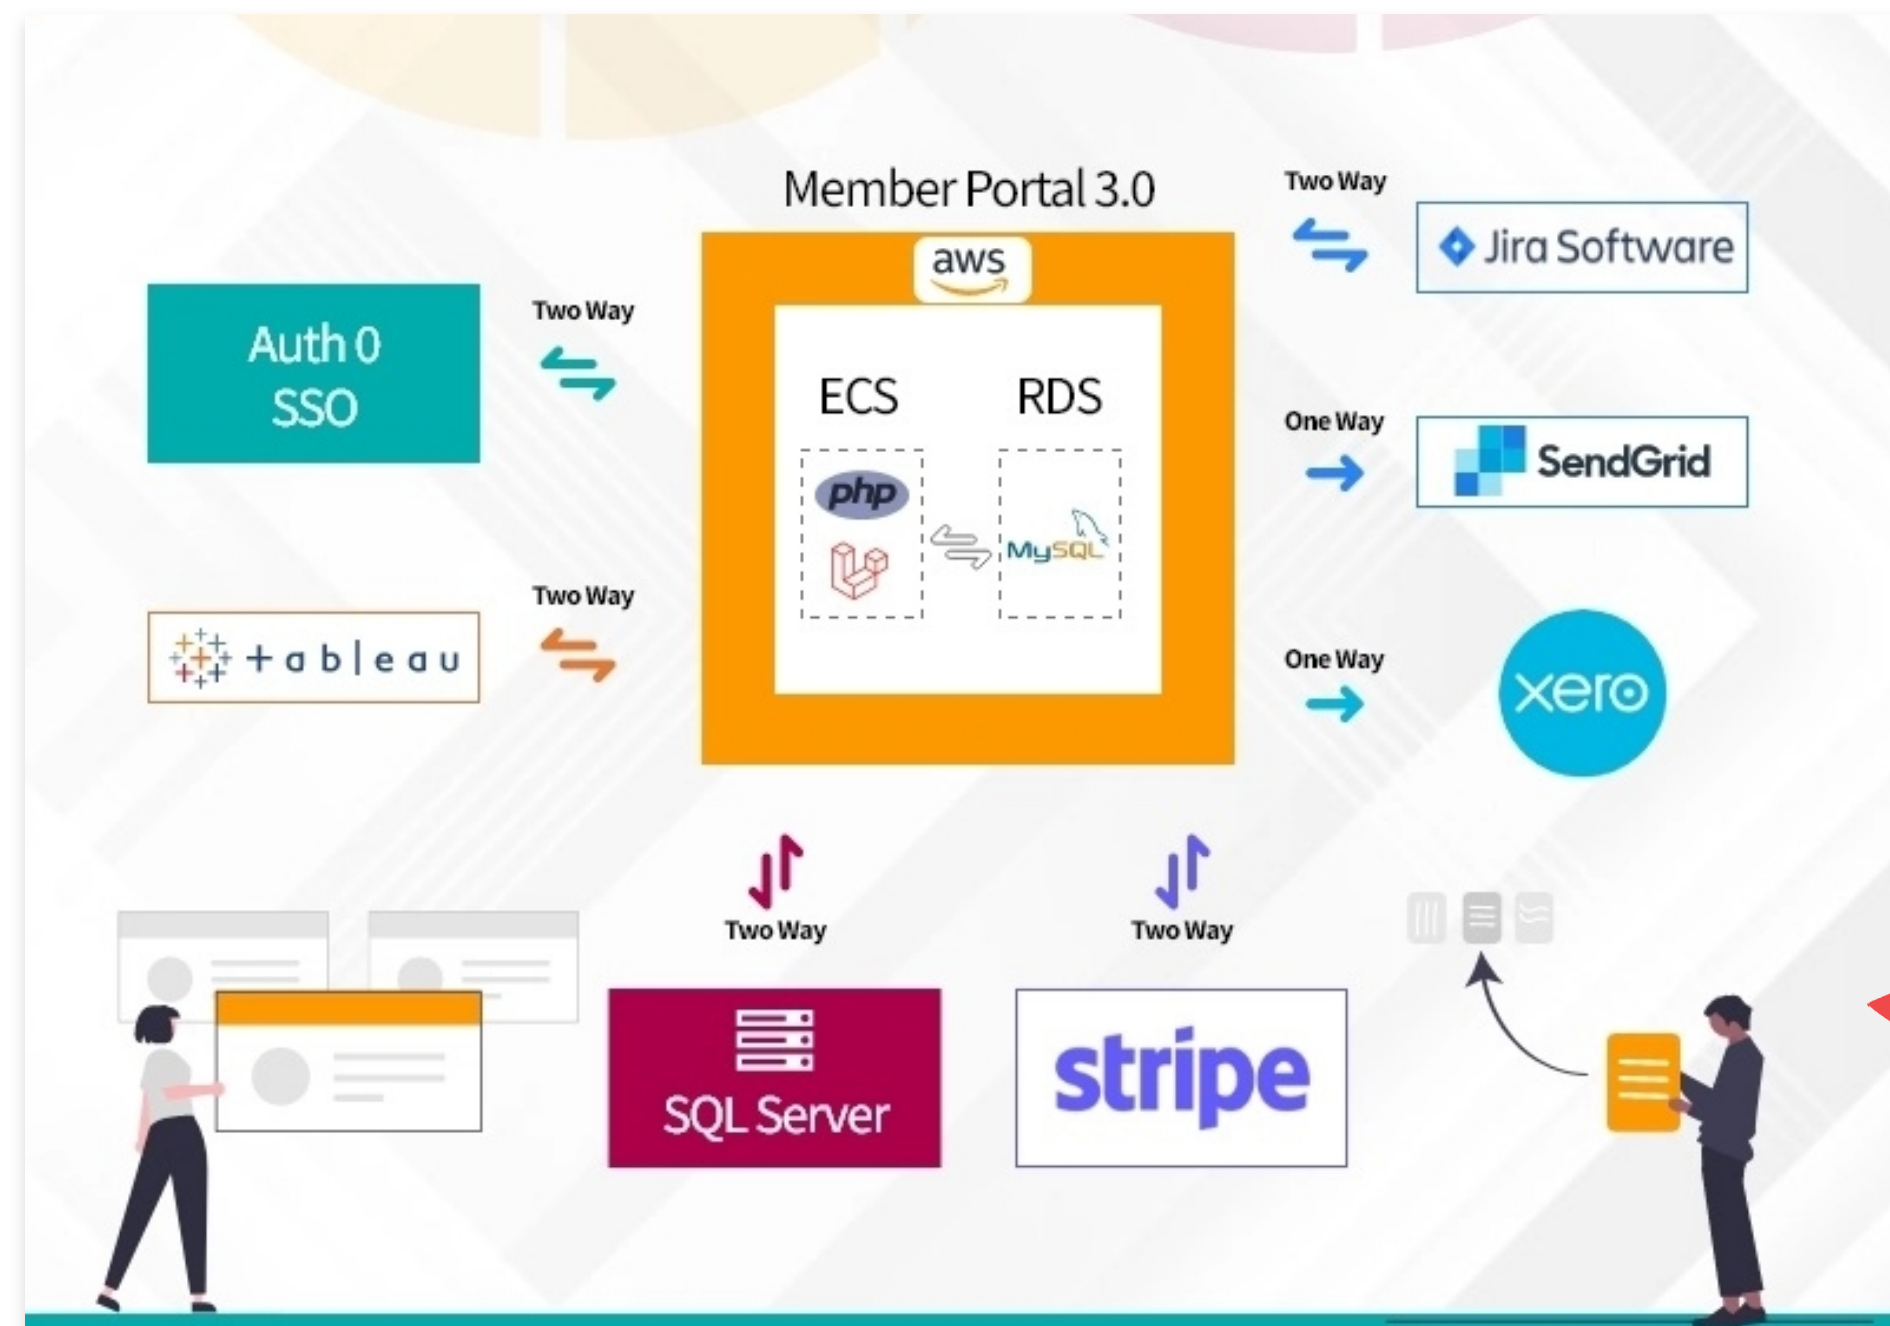 Member Portal 3.0
aws
ECS
RDS
php
MySQL
Auth 0
SSO
Two Way
+ableau
Two Way
Two Way
Jira Software
One Way
SendGrid
One Way
xero
Two Way
SQL Server
Two Way
stripe